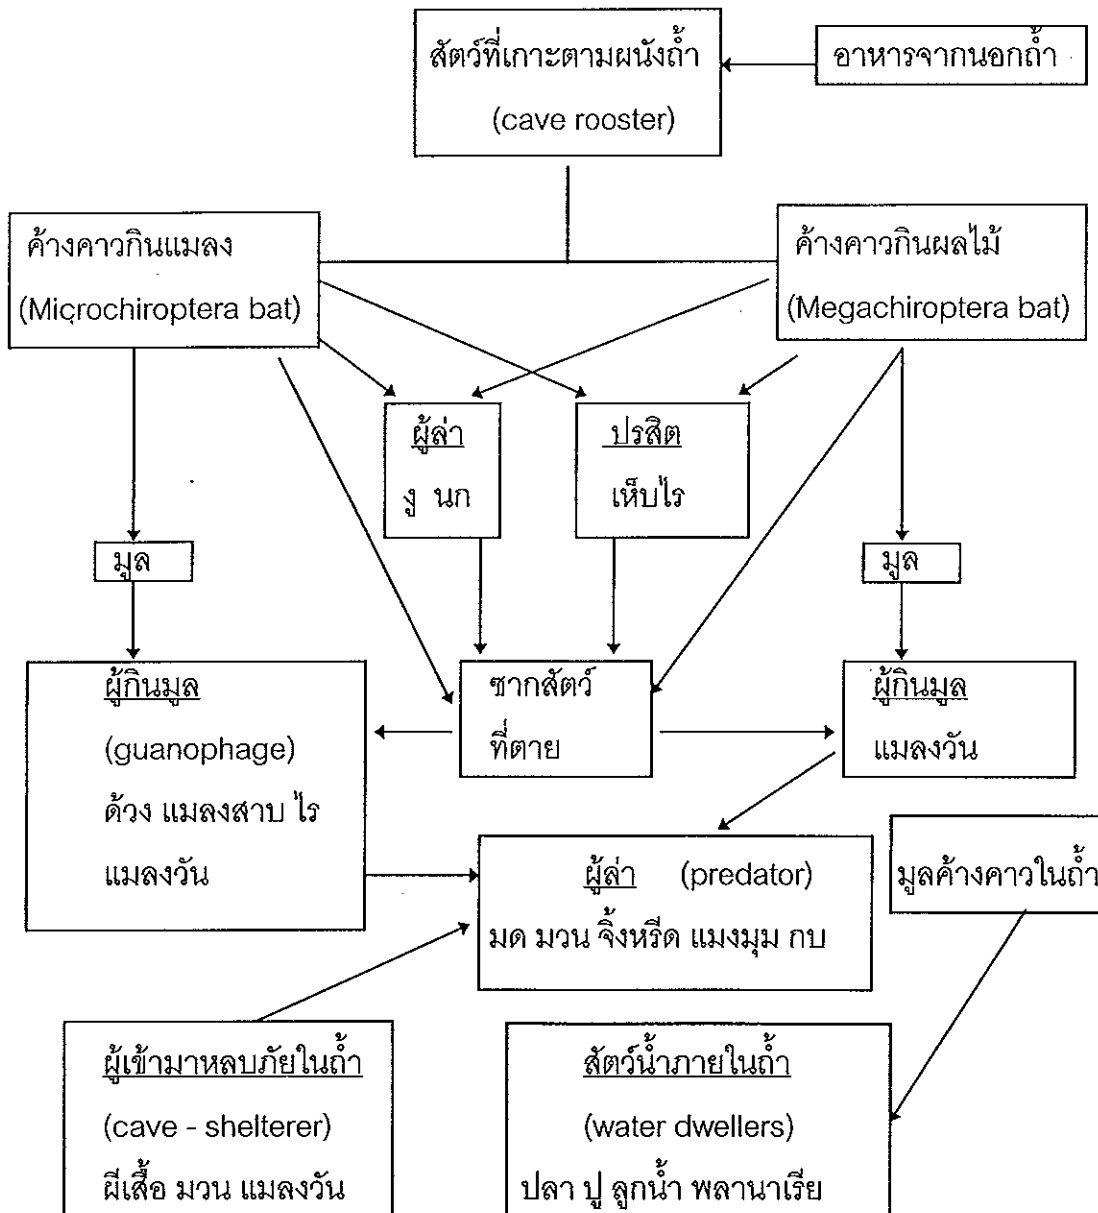 สัตว์ที่เกาะตามผนังถ้ำ
(cave rooster)
อาหารจากนอกถ้ำ
ค้างคาวกินแมลง
(Microchiroptera bat)
ค้างคาวกินผลไม้
(Megachiroptera bat)
ผู้ล่า
งู นก
ปรสิต
เห็บไร
มูล
มูล
ผู้กินมูล
(guanophage)
ด้วง แมลงสาบ ไร
แมลงวัน
ซากสัตว์
ที่ตาย
ผู้กินมูล
แมลงวัน
ผู้ล่า (predator)
มด มวน จิ้งหรีด แมงมุม กบ
มูลค้างคาวในถ้ำ
ผู้เข้ามาหลบภัยในถ้ำ
(cave - shelterer)
ผีเสื้อ มวน แมลงวัน
สัตว์น้ำภายในถ้ำ
(water dwellers)
ปลา ปู ลูกน้ำ พลานาเรีย